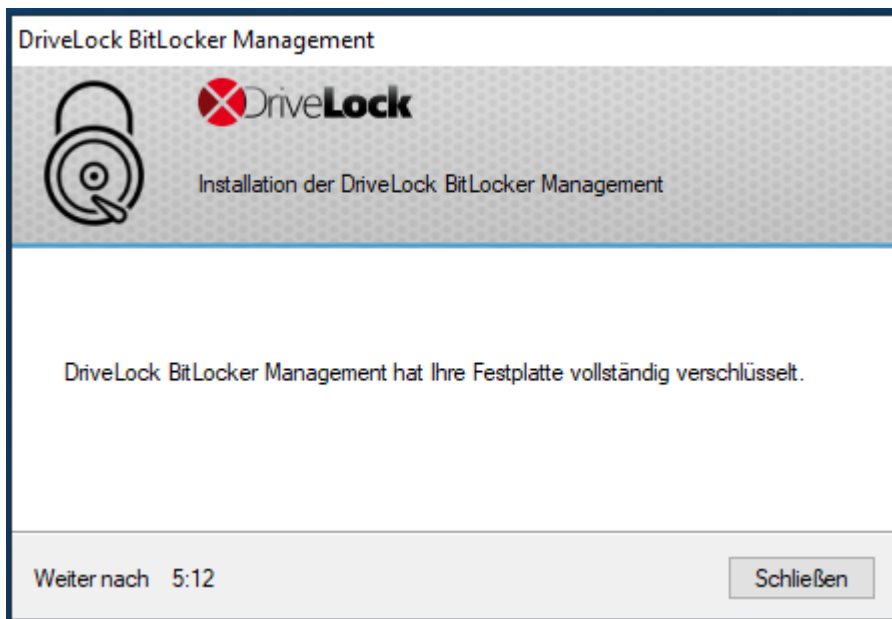 DriveLock BitLocker Management
DriveLock
Installation der DriveLock BitLocker Management
DriveLock BitLocker Management hat Ihre Festplatte vollständig verschlüsselt.
Weiter nach 5:12
Schließen